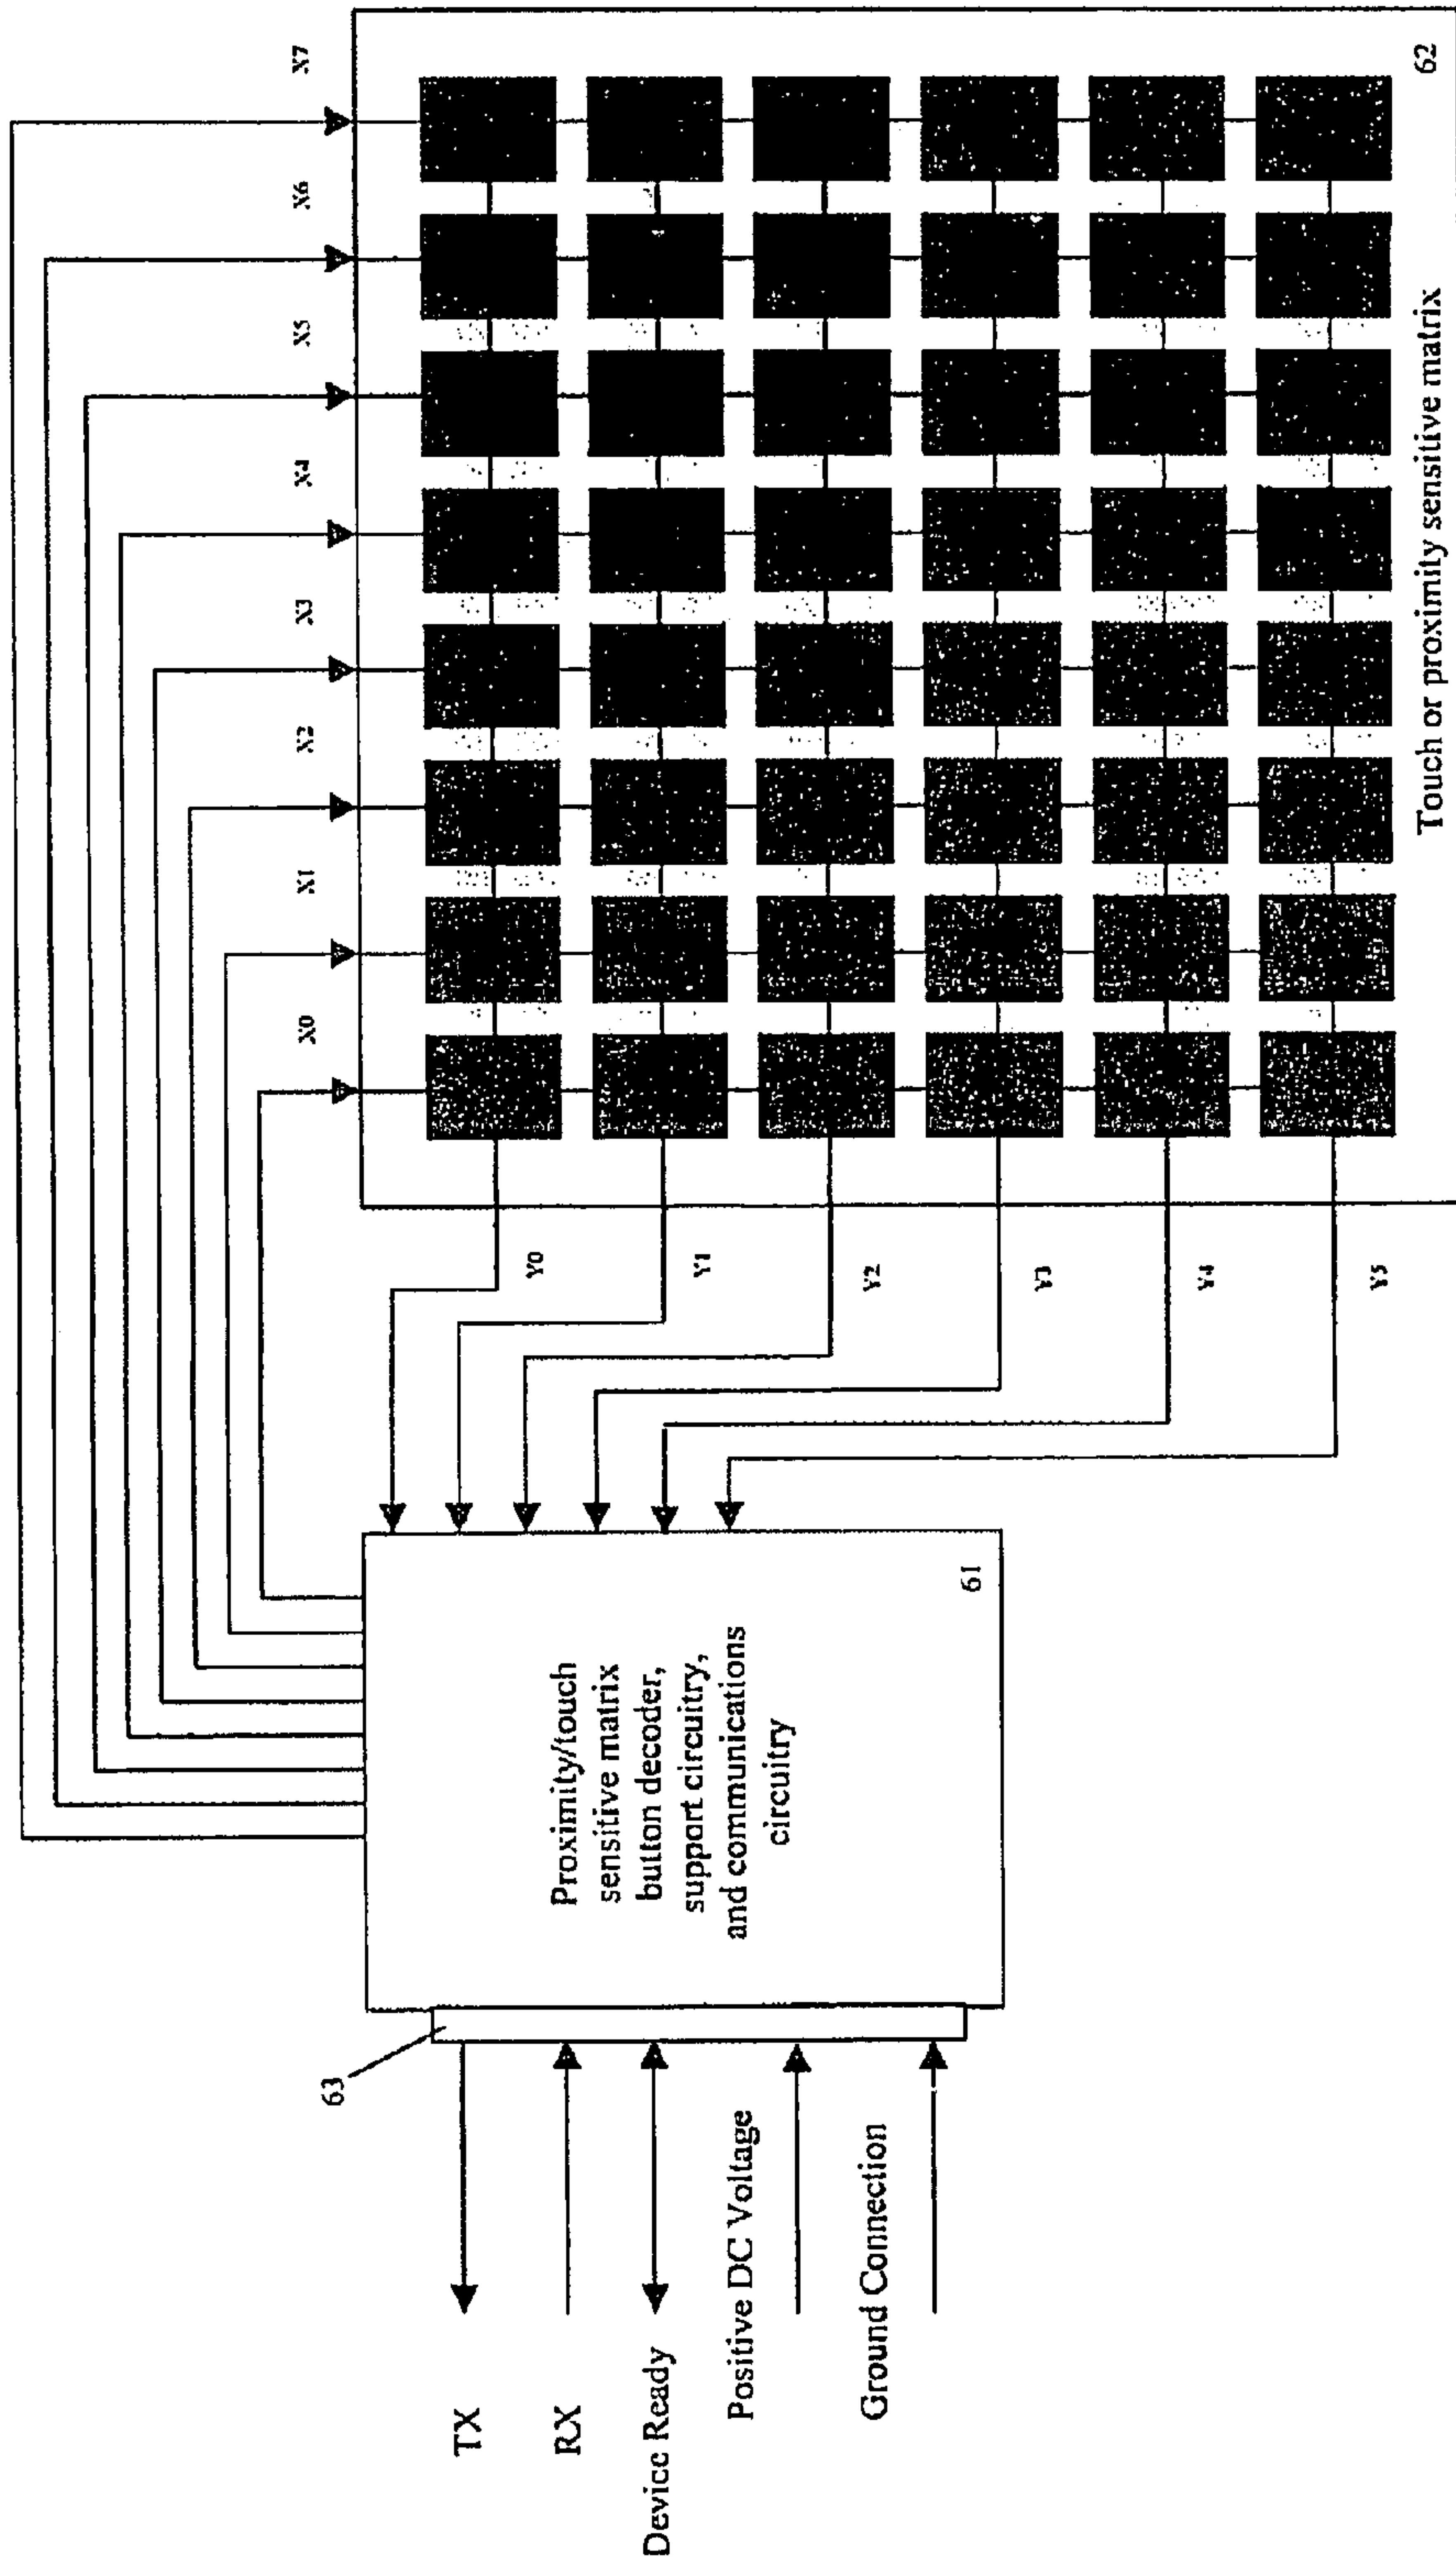 X0
X1
X2
X3
X4
X5
X6
X7
63
TX
RX
Device Ready
Positive DC Voltage
Ground Connection
Proximity/touch
sensitive matrix
button decoder,
support circuitry,
and communications
circuitry
61
Y0
Y1
Y2
Y3
Y4
Y5
62
Touch or proximity sensitive matrix